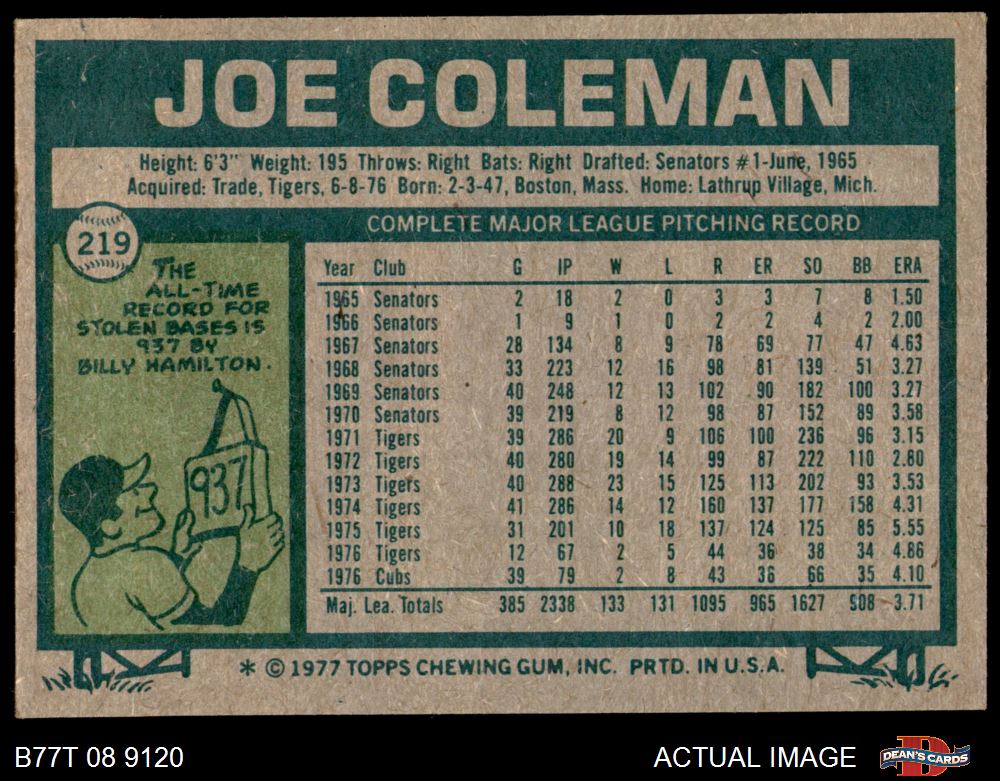 JOE COLEMAN
Height: 6'3" Weight: 195 Throws: Right Bats: Right Drafted: Senators #1-June, 1965
Acquired: Trade, Tigers, 6-8-76 Born: 2-3-47, Boston, Mass. Home: Lathrup Village, Mich.
219
THE
ALL-TIME
RECORD FOR
STOLEN BASES IS
937 BY
BILLY HAMILTON.
937
COMPLETE MAJOR LEAGUE PITCHING RECORD
Year Club G IP W L R ER SO BB ERA
1965 Senators 2 18 2 0 3 3 7 8 1.50
1966 Senators 1 9 1 0 2 2 4 2 2.00
1967 Senators 28 134 8 9 78 69 77 47 4.63
1968 Senators 33 223 12 16 98 81 139 51 3.27
1969 Senators 40 248 12 13 102 90 182 100 3.27
1970 Senators 39 219 8 12 98 87 152 89 3.58
1971 Tigers 39 286 20 9 106 100 236 96 3.15
1972 Tigers 40 280 19 14 99 87 222 110 2.80
1973 Tigers 40 288 23 15 125 113 202 93 3.53
1974 Tigers 41 286 14 12 160 137 177 158 4.31
1975 Tigers 31 201 10 18 137 124 125 85 5.55
1976 Tigers 12 67 2 5 44 36 38 34 4.86
1976 Cubs 39 79 2 8 43 36 66 35 4.10
Maj. Lea. Totals 385 2338 133 131 1095 965 1627 908 3.71
* © 1977 TOPPS CHEWING GUM, INC. PRTD. IN U.S.A.
B77T 08 9120
ACTUAL IMAGE
DEAN'S CARDS